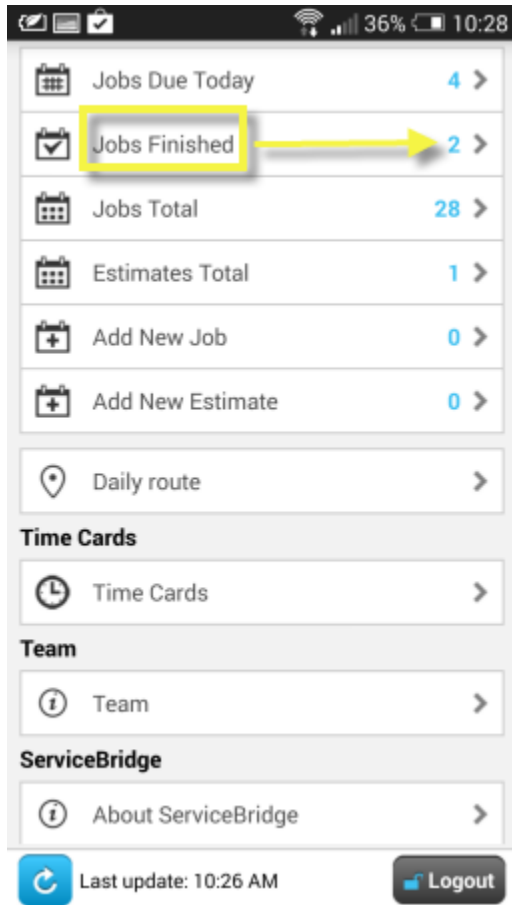 36% 10:28
Jobs Due Today 4
Jobs Finished 2
Jobs Total 28
Estimates Total 1
Add New Job 0
Add New Estimate 0
Daily route
Time Cards
Time Cards
Team
Team
ServiceBridge
About ServiceBridge
Last update: 10:26 AM Logout